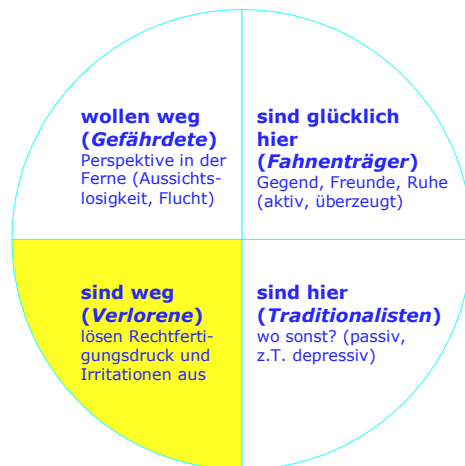 wollen weg
(Gefährdete)
Perspektive in der
Ferne (Aussichts-
losigkeit, Flucht)
sind glücklich
hier
(Fahnenträger)
Gegend, Freunde, Ruhe
(aktiv, überzeugt)
sind weg
(Verlorene)
lösen Rechtferti-
gungsdruck und
Irritationen aus
sind hier
(Traditionalisten)
wo sonst? (passiv,
z.T. depressiv)